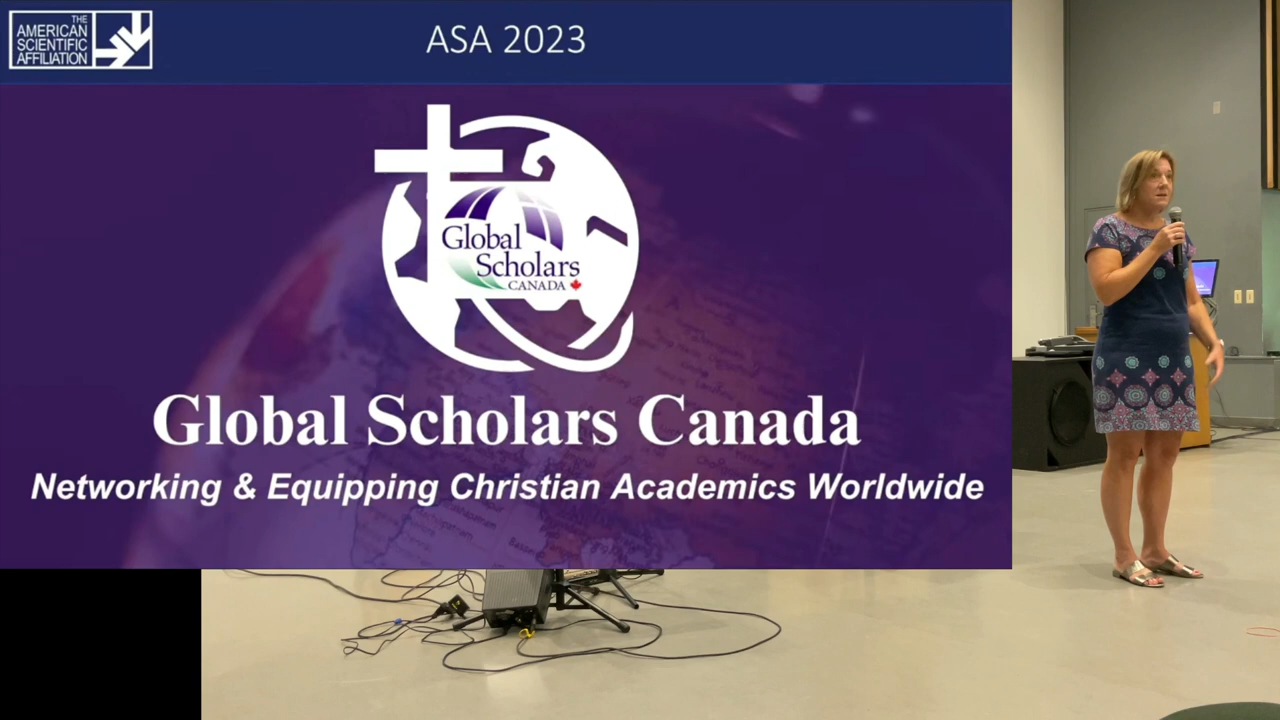 THE
AMERICAN
SCIENTIFIC
AFFILIATION
ASA 2023
Global
Scholars
CANADA
Global Scholars Canada
Networking & Equipping Christian Academics Worldwide